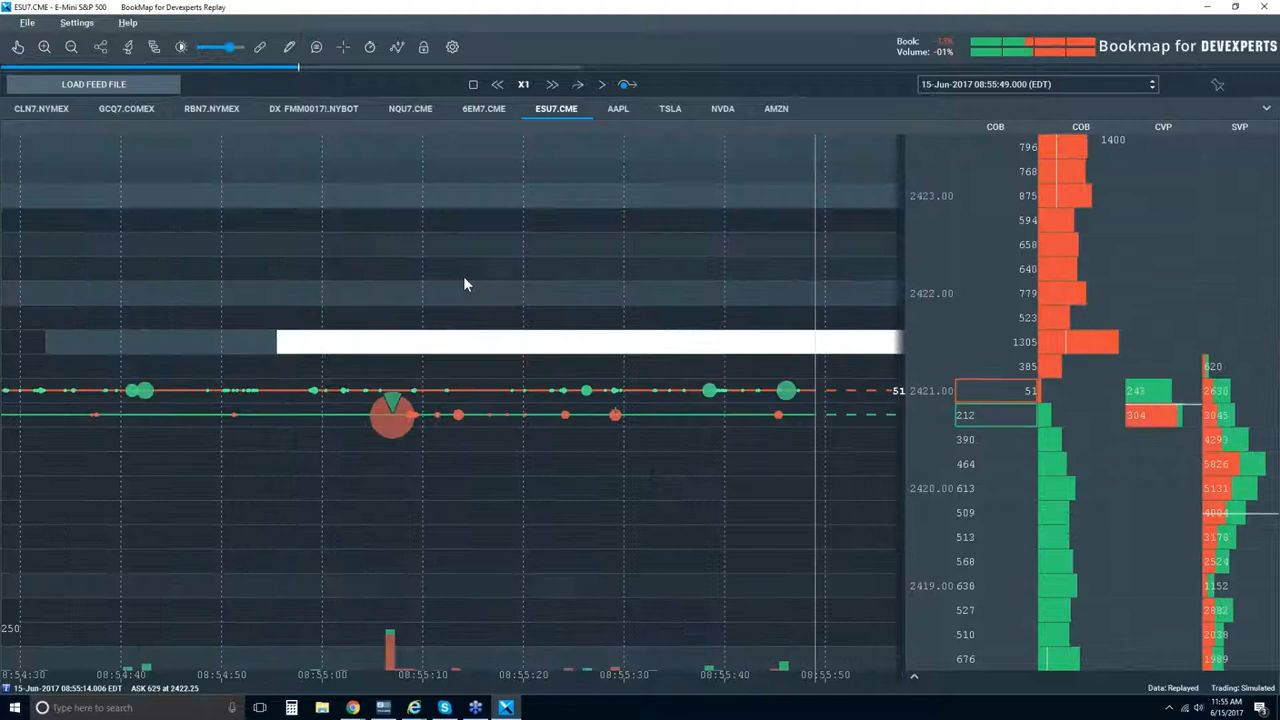 ESU7.CME - E-Mini S&P 500 BookMap for Devexperts Replay
File Settings Help
Book: -13%
Volume: -01%
Bookmap for DEVEXPERTS
LOAD FEED FILE
X1
15-Jun-2017 08:55:49.000 (EDT)
CLN7.NYMEX GCQ7.COMEX RBN7.NYMEX DX FMM0017!.NYBOT NQU7.CME 6EM7.CME ESU7.CME AAPL TSLA NVDA AMZN
COB COB CVP SVP
796 1400
768
2423.00 875
594
658
640
2422.00 779
523
1305
385 620
51 2421.00 51 243 2630
212 304 3045
390 4293
464 5826
2420.00 613 5131
509 4004
513 3176
568 2524
2419.00 638 1152
527 2882
250
510 2038
676 1989
8:54:30 08:54:40 08:54:50 08:55:00 08:55:10 08:55:20 08:55:30 08:55:40 08:55:50
15-Jun-2017 08:55:14.006 EDT ASK 629 at 2422.25
Data: Replayed Trading: Simulated
Type here to search
11:55 AM
6/15/2017
3